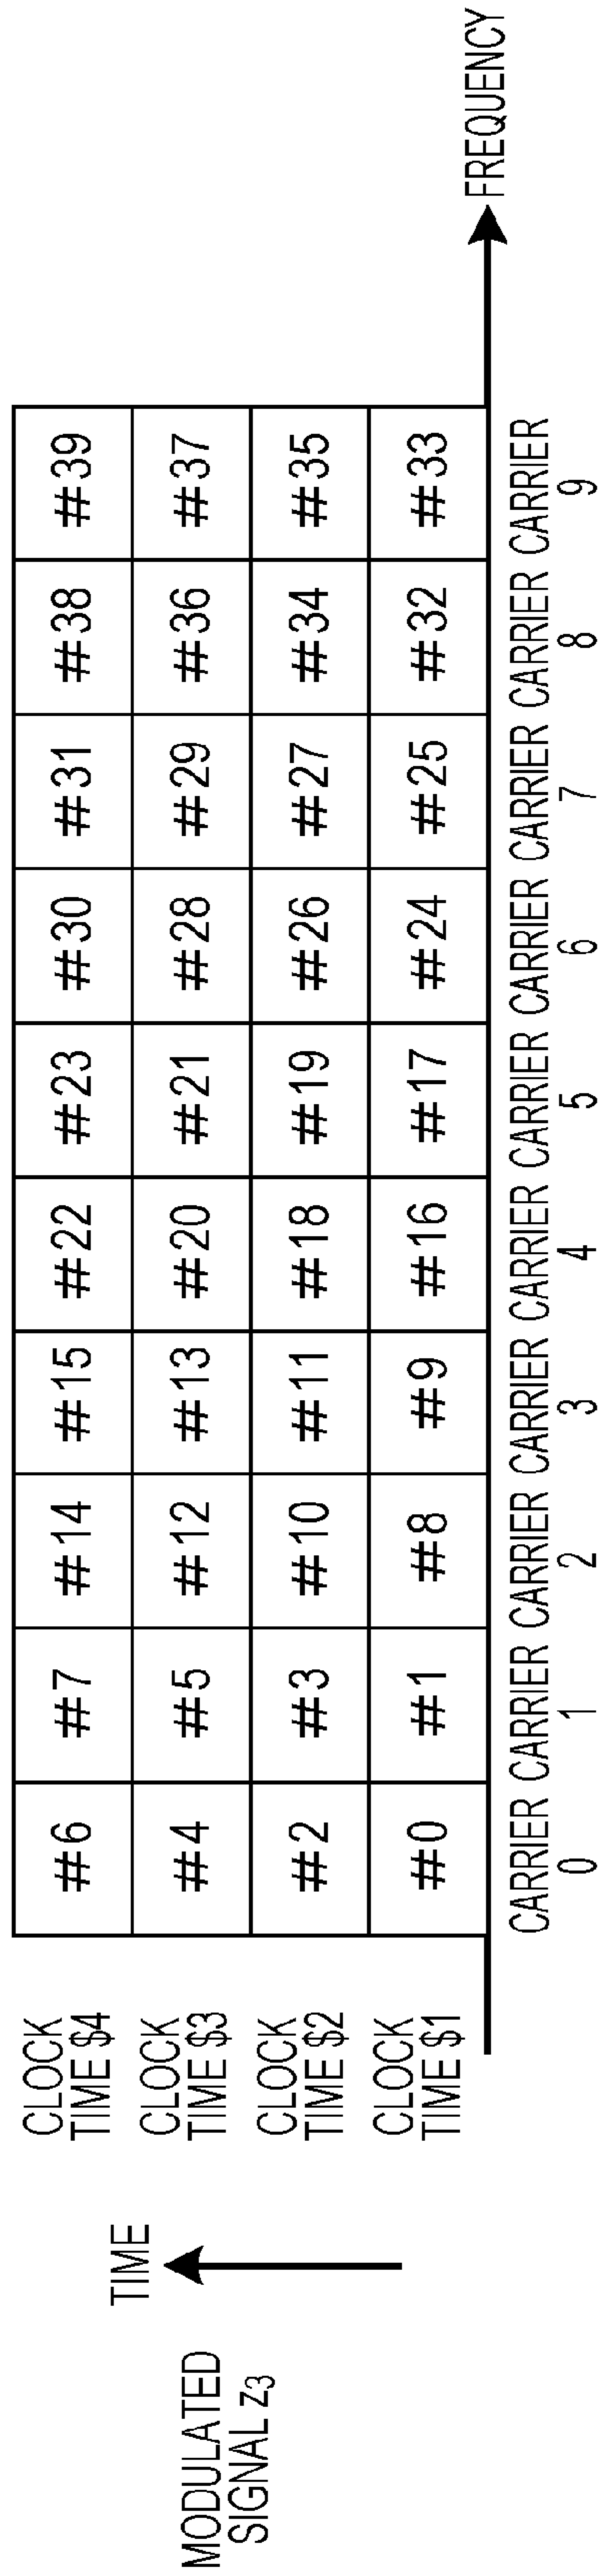 MODULATED
SIGNAL z3
TIME
CLOCK
TIME $4
#6 #7 #14 #15 #22 #23 #30 #31 #38 #39
CLOCK
TIME $3
#4 #5 #12 #13 #20 #21 #28 #29 #36 #37
CLOCK
TIME $2
#2 #3 #10 #11 #18 #19 #26 #27 #34 #35
CLOCK
TIME $1
#0 #1 #8 #9 #16 #17 #24 #25 #32 #33
FREQUENCY
CARRIER CARRIER CARRIER CARRIER CARRIER CARRIER CARRIER CARRIER CARRIER CARRIER
0 1 2 3 4 5 6 7 8 9